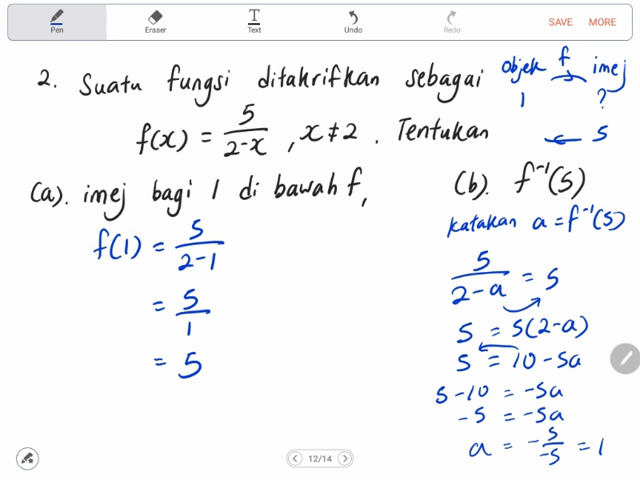 Pen
Eraser
Text
Undo
Redo
SAVE
MORE
2. Suatu fungsi ditakrifkan sebagai
f(x) = 5/(2-x) , x ≠ 2 . Tentukan
objek f imej
1 → ?
← 5
(a). imej bagi 1 di bawah f,
f(1) = 5/(2-1)
= 5/1
= 5
(b). f⁻¹(5)
katakan a = f⁻¹(5)
5/(2-a) = 5
5 = 5(2-a)
5 = 10 - 5a
5 - 10 = -5a
-5 = -5a
a = -5/-5 = 1
12/14